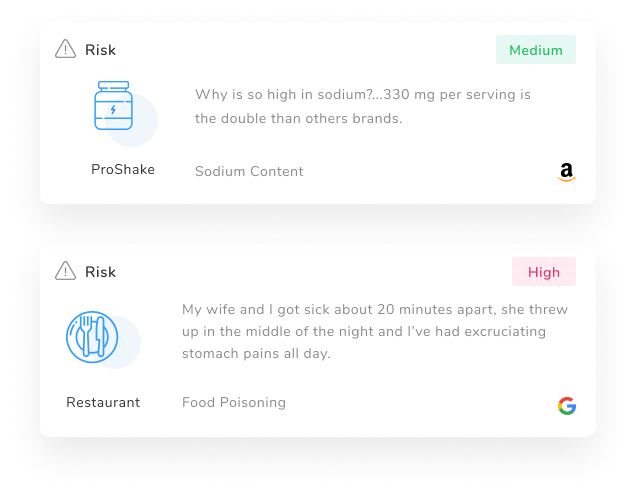 Risk
Medium
Why is so high in sodium?...330 mg per serving is
the double than others brands.
ProShake
Sodium Content
a
Risk
High
My wife and I got sick about 20 minutes apart, she threw
up in the middle of the night and I've had excruciating
stomach pains all day.
Restaurant
Food Poisoning
G